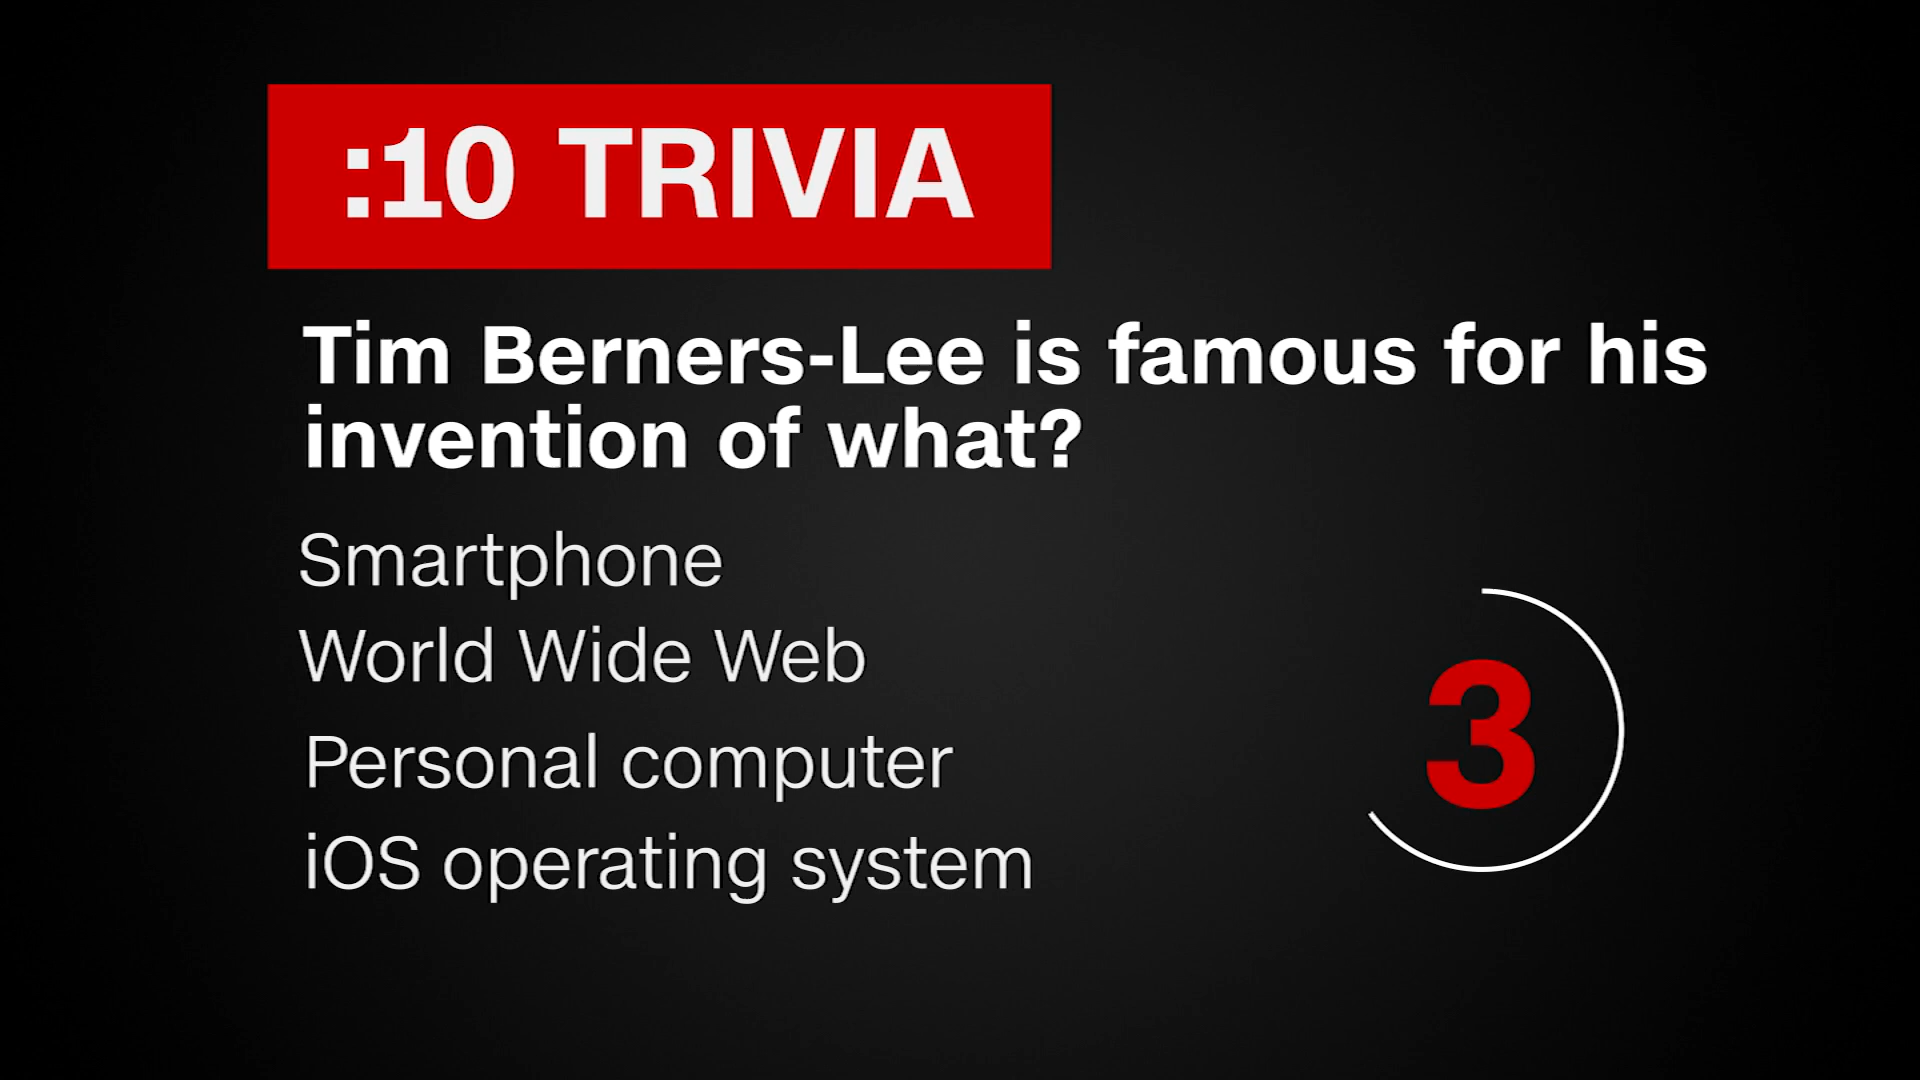 :10 TRIVIA
Tim Berners-Lee is famous for his
invention of what?
Smartphone
World Wide Web
Personal computer
iOS operating system
3